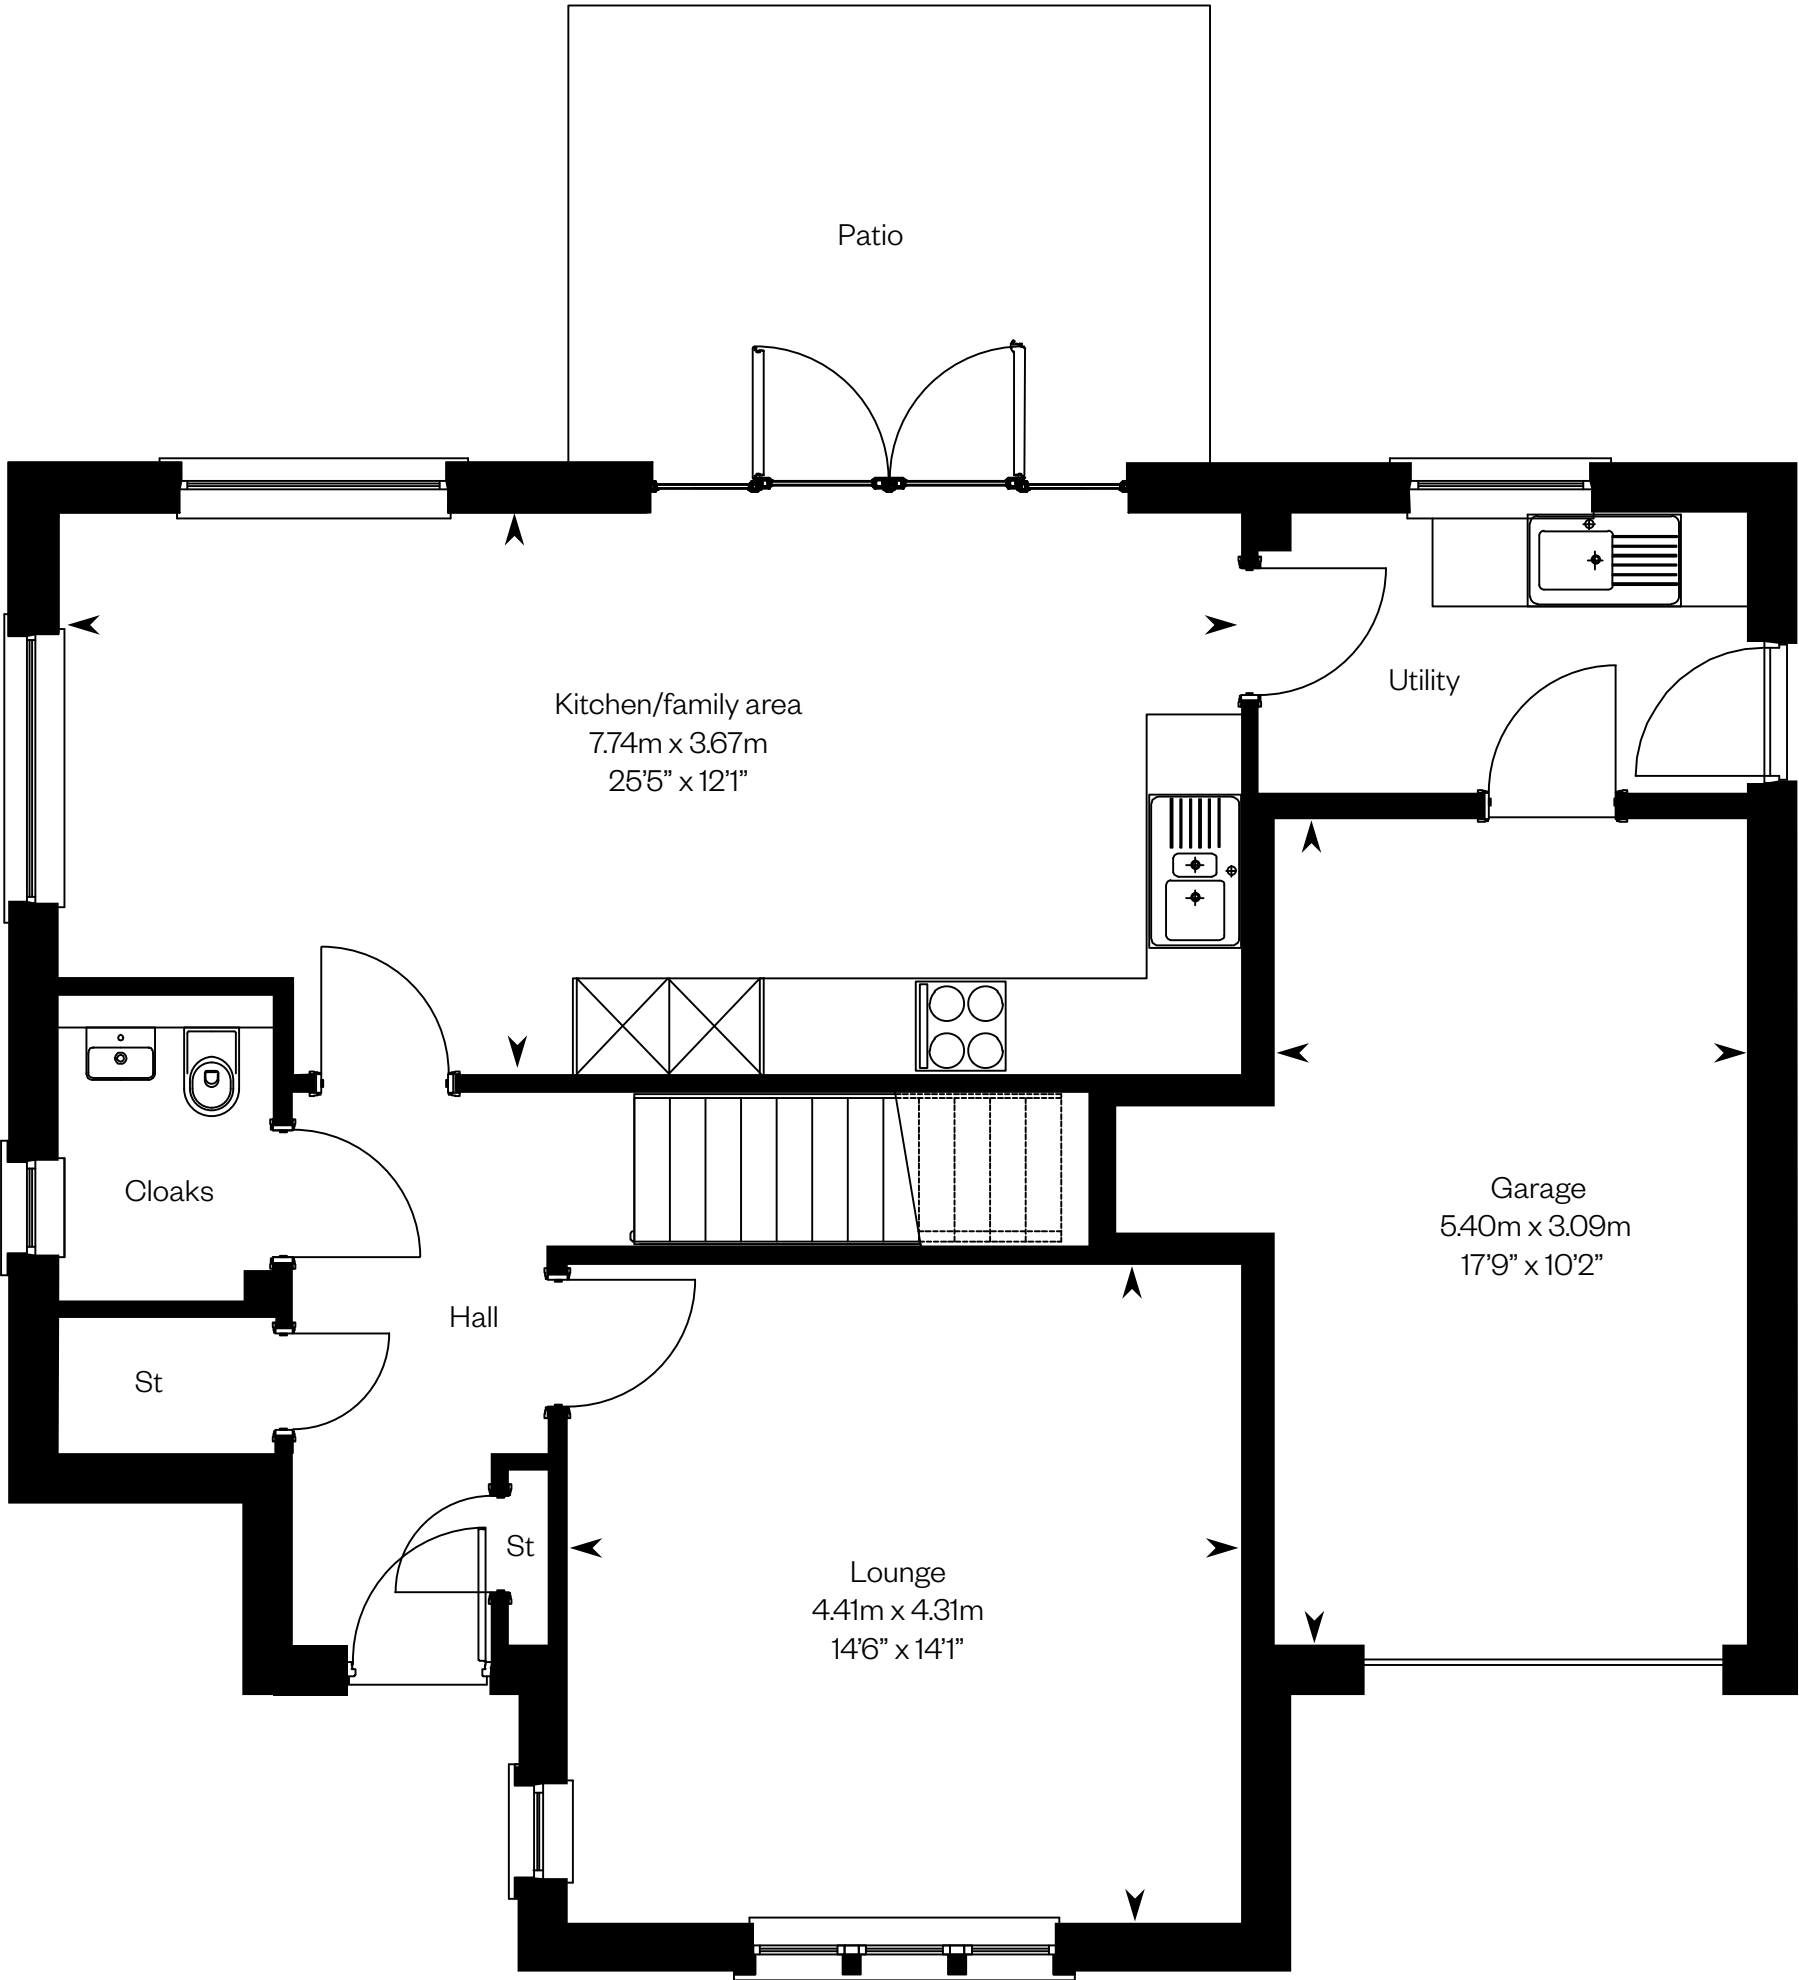 Patio
Kitchen/family area
7.74m x 3.67m
25'5" x 12'1"
Utility
Garage
5.40m x 3.09m
17'9" x 10'2"
Cloaks
Hall
St
St
Lounge
4.41m x 4.31m
14'6" x 14'1"